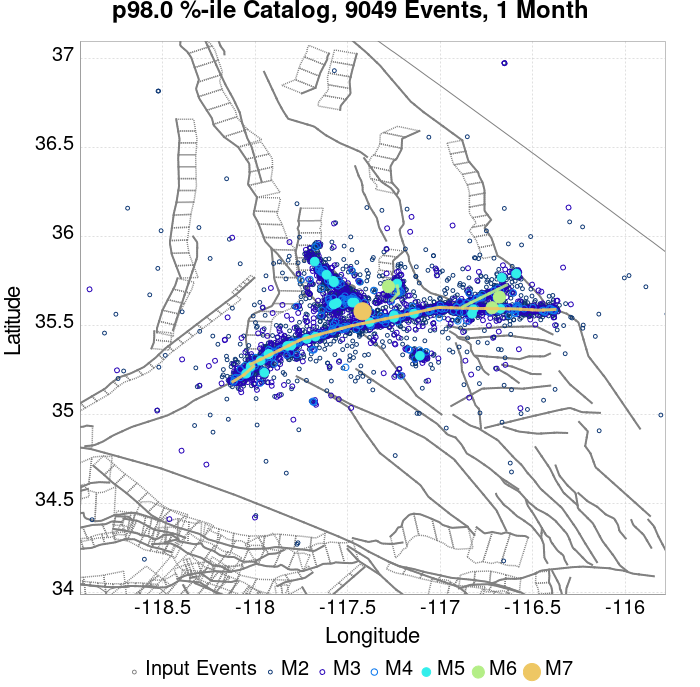 p98.0 %-ile Catalog, 9049 Events, 1 Month
37
36.5
36
35.5
35
34.5
34
Latitude
-118.5 -118 -117.5 -117 -116.5 -116
Longitude
Input Events M2 M3 M4 M5 M6 M7